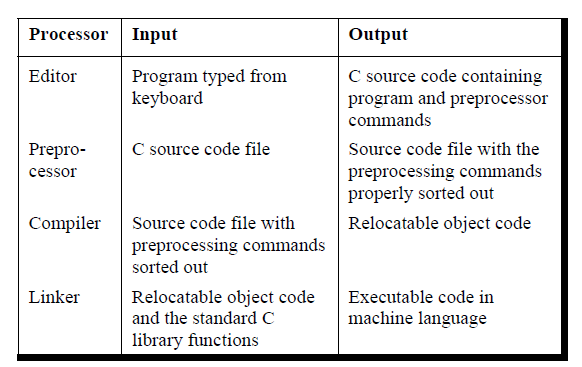 Processor Input Output
Editor Program typed from keyboard C source code containing program and preprocessor commands
Prepro-cessor C source code file Source code file with the preprocessing commands properly sorted out
Compiler Source code file with preprocessing commands sorted out Relocatable object code
Linker Relocatable object code and the standard C library functions Executable code in machine language